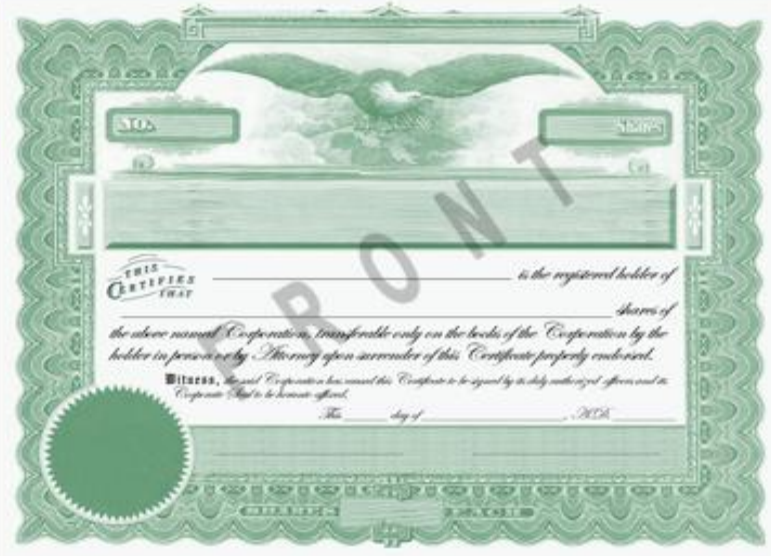 NO.
Shares
FRONT
THIS
CERTIFIES
THAT
is the registered holder of
shares of
the above named Corporation, transferable only on the books of the Corporation by the
holder in person or by Attorney upon surrender of this Certificate properly endorsed.
Witness, the said Corporation has caused this Certificate to be signed by its duly authorized officers and its
Corporate Seal to be hereunto affixed.
This day of , A.D.
SHARES EACH